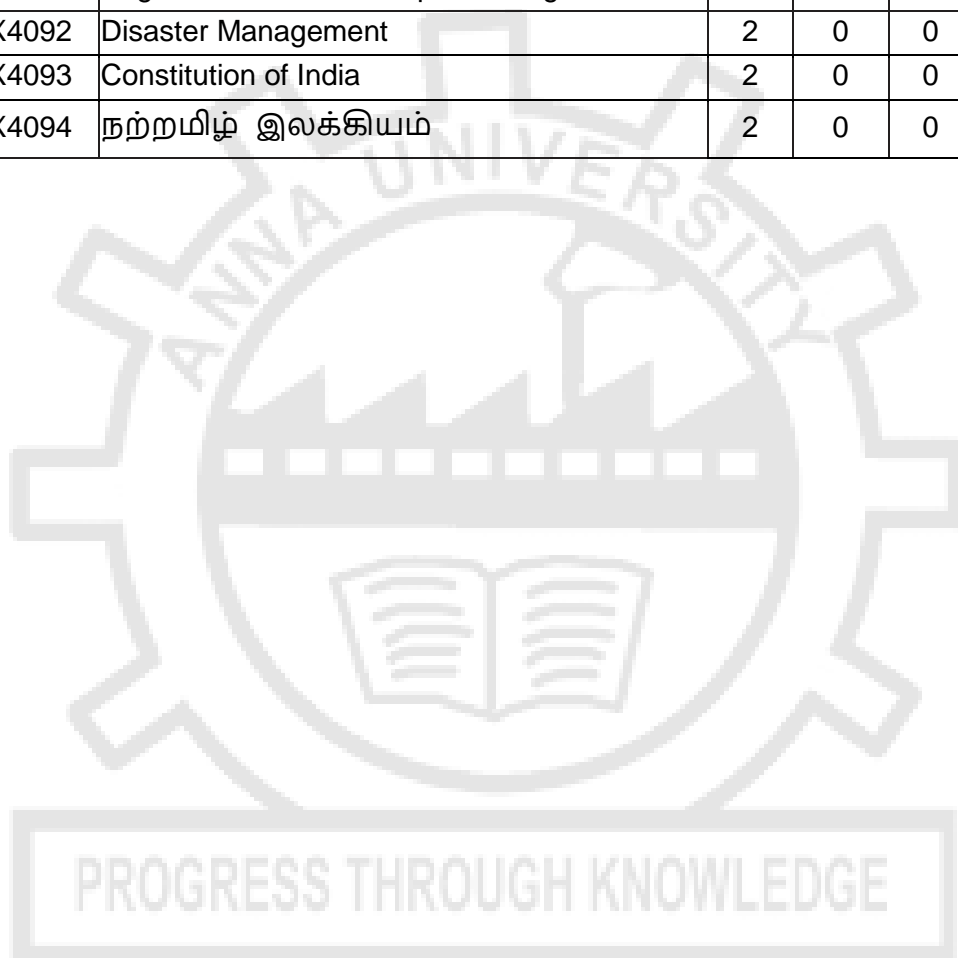 X4092 Disaster Management 2 0 0
X4093 Constitution of India 2 0 0
X4094 நற்றமிழ் இலக்கியம் 2 0 0
ANNA UNIVERSITY
PROGRESS THROUGH KNOWLEDGE